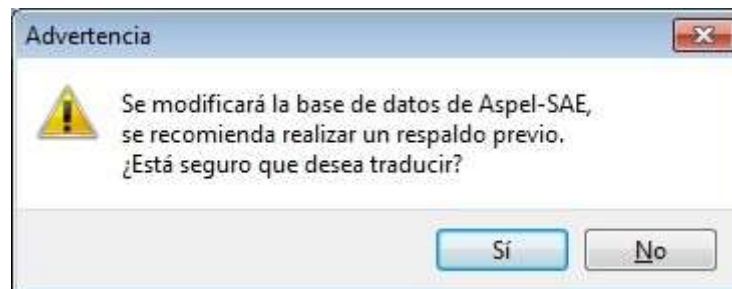 Advertencia
Se modificará la base de datos de Aspel-SAE,
se recomienda realizar un respaldo previo.
¿Está seguro que desea traducir?
Sí
No